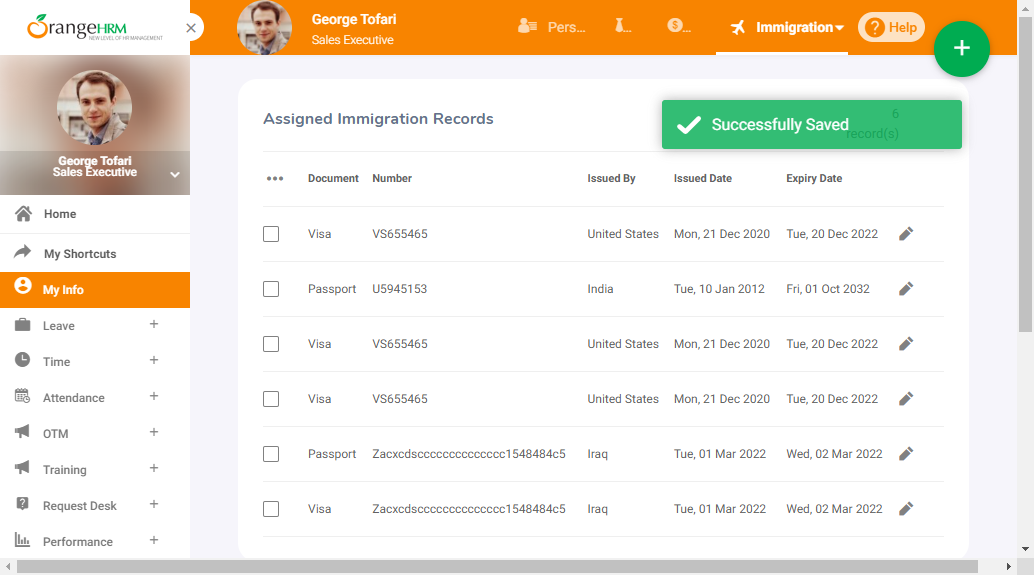 OrangeHRM
NEW LEVEL OF HR MANAGEMENT
George Tofari
Sales Executive
Pers...
...
...
Immigration
? Help
+
George Tofari
Sales Executive
Home
My Shortcuts
My Info
Leave +
Time +
Attendance +
OTM +
Training +
Request Desk +
Performance +
Assigned Immigration Records
6
record(s)
Successfully Saved
Document Number Issued By Issued Date Expiry Date
Visa VS655465 United States Mon, 21 Dec 2020 Tue, 20 Dec 2022
Passport U5945153 India Tue, 10 Jan 2012 Fri, 01 Oct 2032
Visa VS655465 United States Mon, 21 Dec 2020 Tue, 20 Dec 2022
Visa VS655465 United States Mon, 21 Dec 2020 Tue, 20 Dec 2022
Passport Zacxcdscccccccccccccc1548484c5 Iraq Tue, 01 Mar 2022 Wed, 02 Mar 2022
Visa Zacxcdscccccccccccccc1548484c5 Iraq Tue, 01 Mar 2022 Wed, 02 Mar 2022